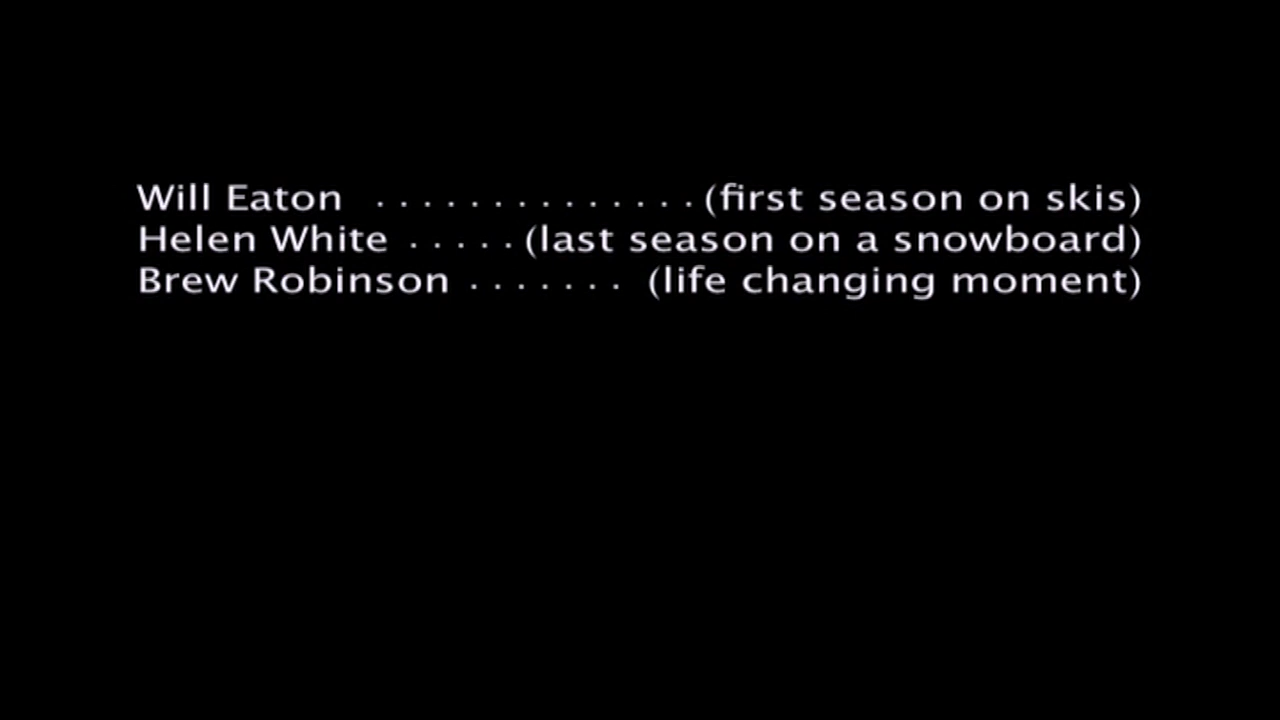 Will Eaton ..............(first season on skis)
Helen White .....(last season on a snowboard)
Brew Robinson ....... (life changing moment)